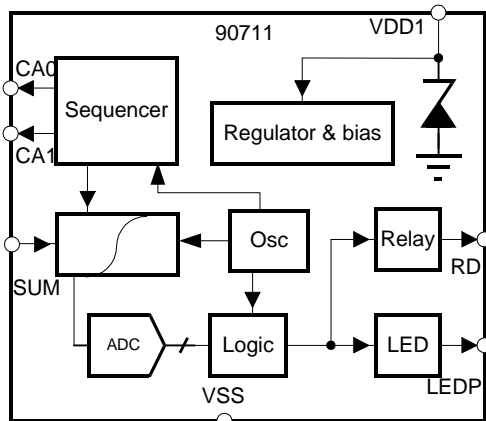 90711
VDD1
CA0
Sequencer
Regulator & bias
CA1
Osc
Relay
SUM
RD
ADC
Logic
LED
VSS
LEDP